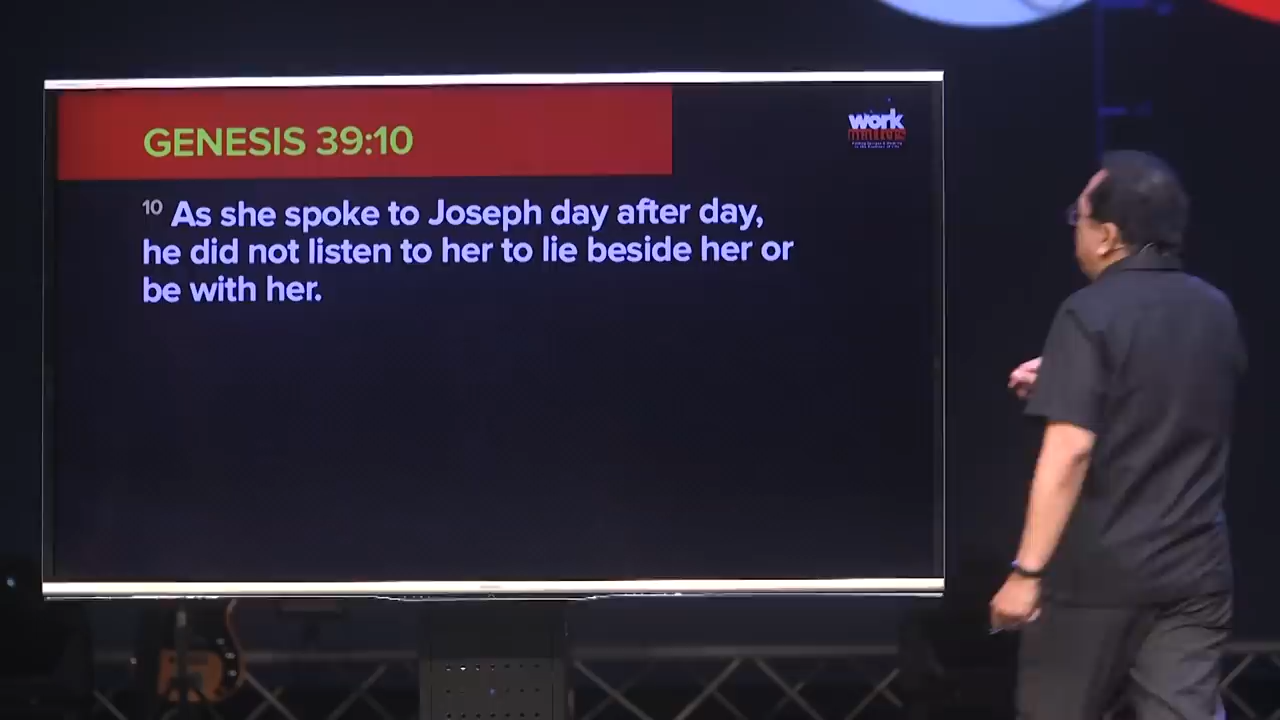 GENESIS 39:10
work
10 As she spoke to Joseph day after day,
he did not listen to her to lie beside her or
be with her.